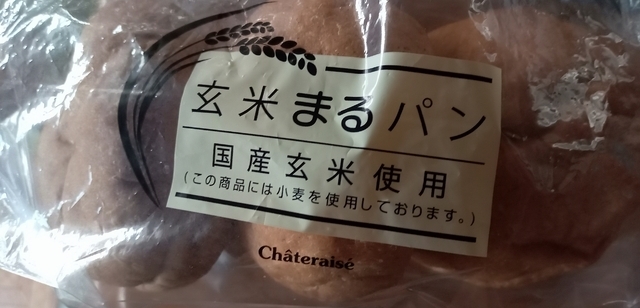 玄米まるパン
国産玄米使用
(この商品には小麦を使用しております。)
Châteraisé